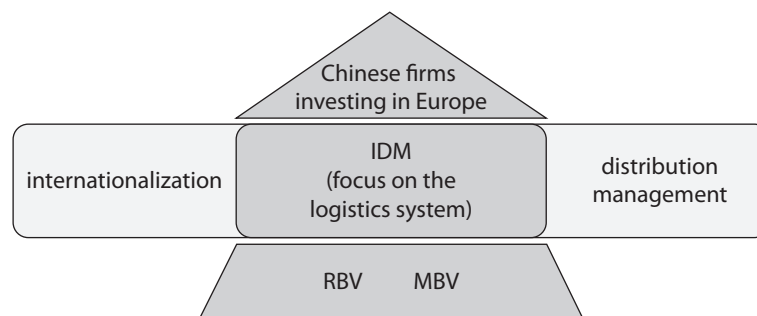 Chinese firms
investing in Europe
internationalization
IDM
(focus on the
logistics system)
distribution
management
RBV MBV